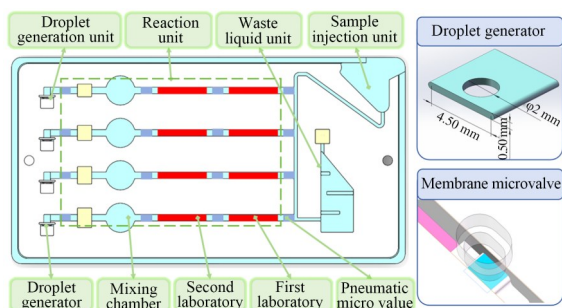 Droplet
generation unit
Reaction
unit
Waste
liquid unit
Sample
injection unit
Droplet generator
φ2 mm
4.50 mm
0.50 mm
Membrane microvalve
Droplet
generator
Mixing
chamber
Second
laboratory
First
laboratory
Pneumatic
micro value